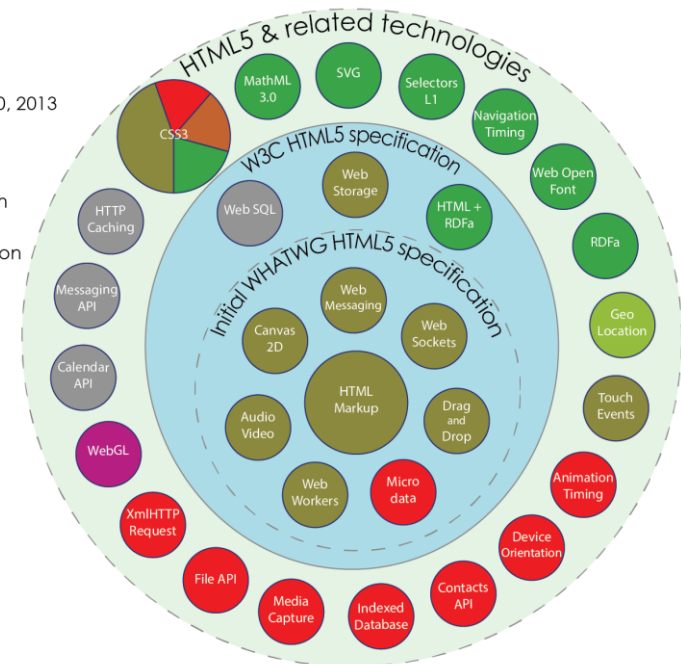 HTML5 & related technologies
0, 2013
n
on
MathML
3.0
SVG
Selectors
L1
Navigation
Timing
Web Open
Font
RDFa
Geo
Location
Touch
Events
Animation
Timing
Device
Orientation
Contacts
API
Indexed
Database
Media
Capture
File API
XmlHTTP
Request
WebGL
Calendar
API
Messaging
API
HTTP
Caching
CSS3
W3C HTML5 specification
Web SQL
Web
Storage
HTML +
RDFa
Initial WHATWG HTML5 specification
Web
Messaging
Web
Sockets
Drag
and
Drop
Micro
data
Web
Workers
Audio
Video
Canvas
2D
HTML
Markup